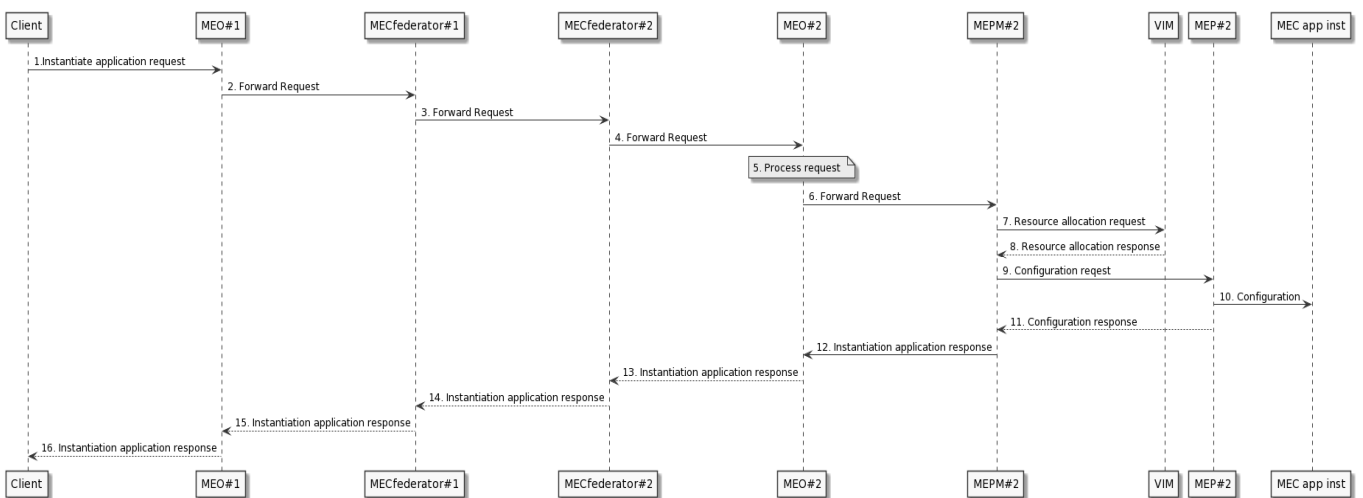 Client MEO#1 MECfederator#1 MECfederator#2 MEO#2 MEPM#2 VIM MEP#2 MEC app inst
1.Instantiate application request
2. Forward Request
3. Forward Request
4. Forward Request
5. Process request
6. Forward Request
7. Resource allocation request
8. Resource allocation response
9. Configuration reqest
10. Configuration
11. Configuration response
12. Instantiation application response
13. Instantiation application response
14. Instantiation application response
15. Instantiation application response
16. Instantiation application response
Client MEO#1 MECfederator#1 MECfederator#2 MEO#2 MEPM#2 VIM MEP#2 MEC app inst